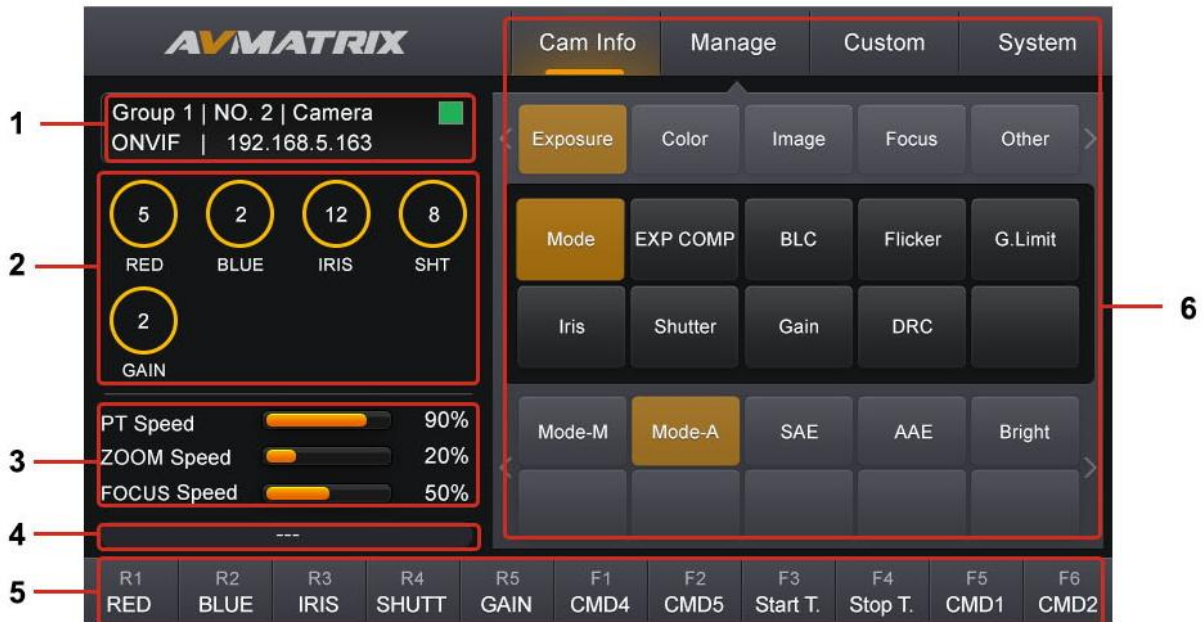 AVMATRIX
Cam Info Manage Custom System
1
Group 1 | NO. 2 | Camera
ONVIF | 192.168.5.163
Exposure Color Image Focus Other
2
5 2 12 8
RED BLUE IRIS SHT
2
GAIN
Mode EXP COMP BLC Flicker G.Limit
Iris Shutter Gain DRC
6
3
PT Speed 90%
ZOOM Speed 20%
FOCUS Speed 50%
Mode-M Mode-A SAE AAE Bright
4
---
5
R1 R2 R3 R4 R5 F1 F2 F3 F4 F5 F6
RED BLUE IRIS SHUTT GAIN CMD4 CMD5 Start T. Stop T. CMD1 CMD2